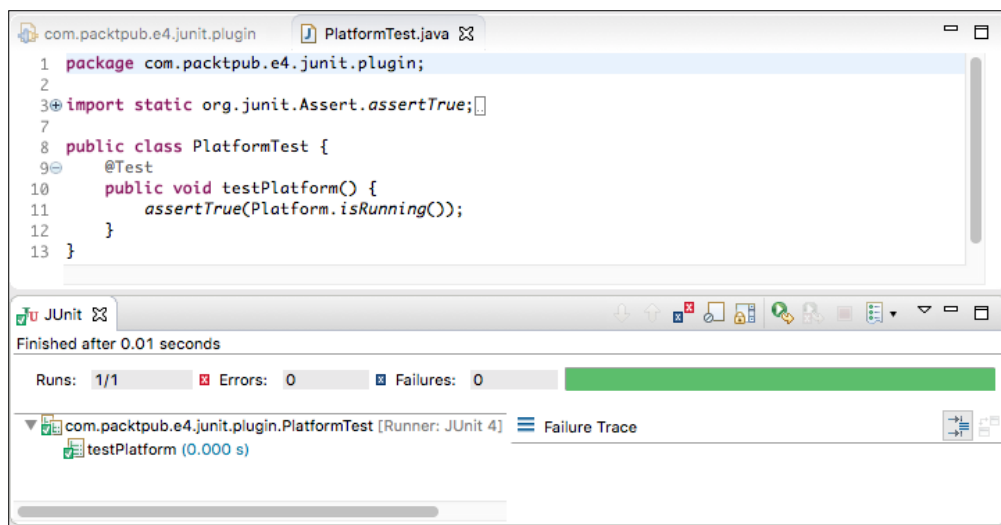 com.packtpub.e4.junit.plugin PlatformTest.java
1 package com.packtpub.e4.junit.plugin;
2
3 import static org.junit.Assert.assertTrue;
7
8 public class PlatformTest {
9 @Test
10 public void testPlatform() {
11 assertTrue(Platform.isRunning());
12 }
13 }
JUnit
Finished after 0.01 seconds
Runs: 1/1 Errors: 0 Failures: 0
com.packtpub.e4.junit.plugin.PlatformTest [Runner: JUnit 4] Failure Trace
testPlatform (0.000 s)